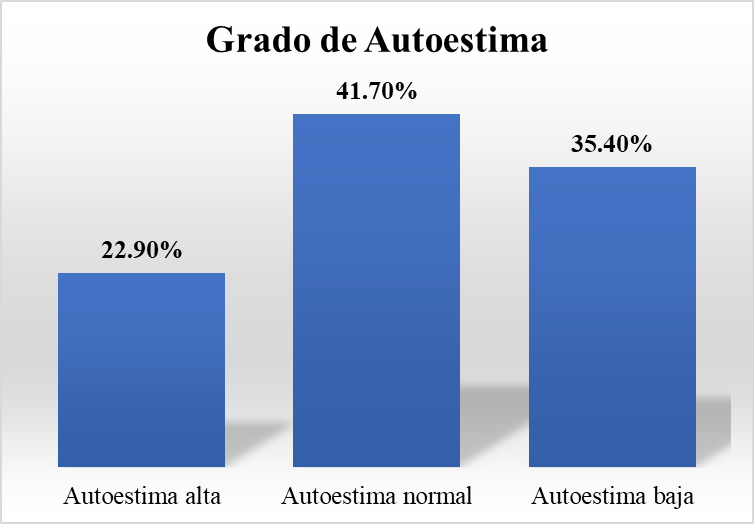 Grado de Autoestima
41.70%
35.40%
22.90%
Autoestima alta
Autoestima normal
Autoestima baja